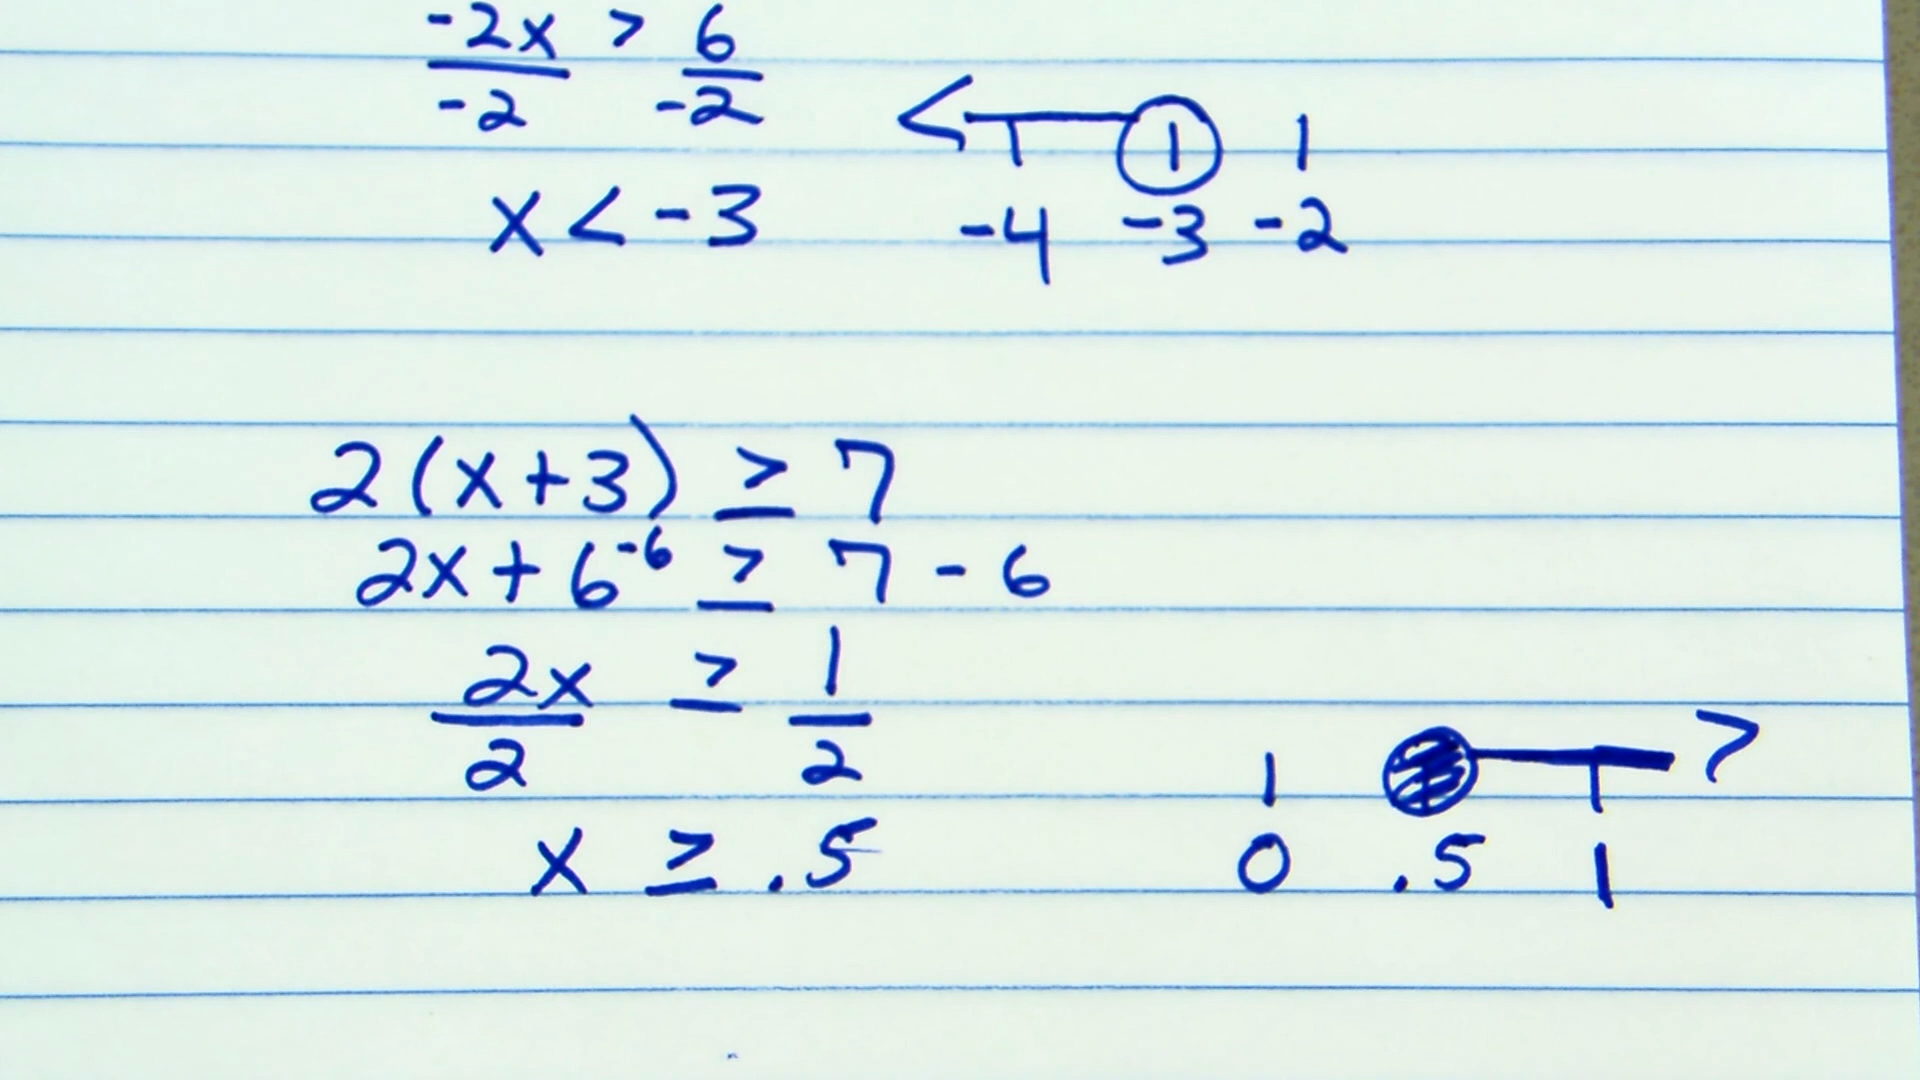 -2x > 6
-2 -2
x < -3
-4 -3 -2
2(x+3) ≥ 7
2x + 6 -6 ≥ 7 - 6
2x ≥ 1
2 2
x ≥ .5
0 .5 1